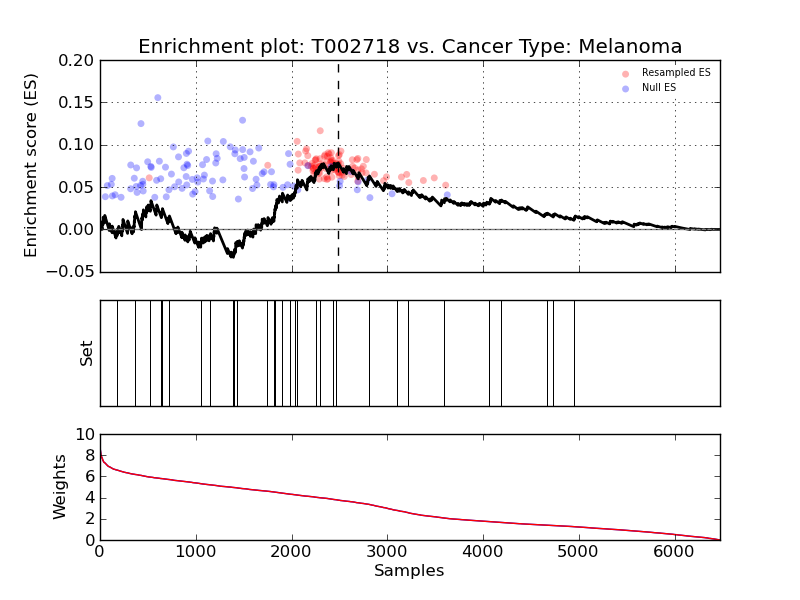 Enrichment plot: T002718 vs. Cancer Type: Melanoma
Enrichment score (ES)
0.20
0.15
0.10
0.05
0.00
−0.05
Resampled ES
Null ES
Set
Weights
10
8
6
4
2
0
0 1000 2000 3000 4000 5000 6000
Samples